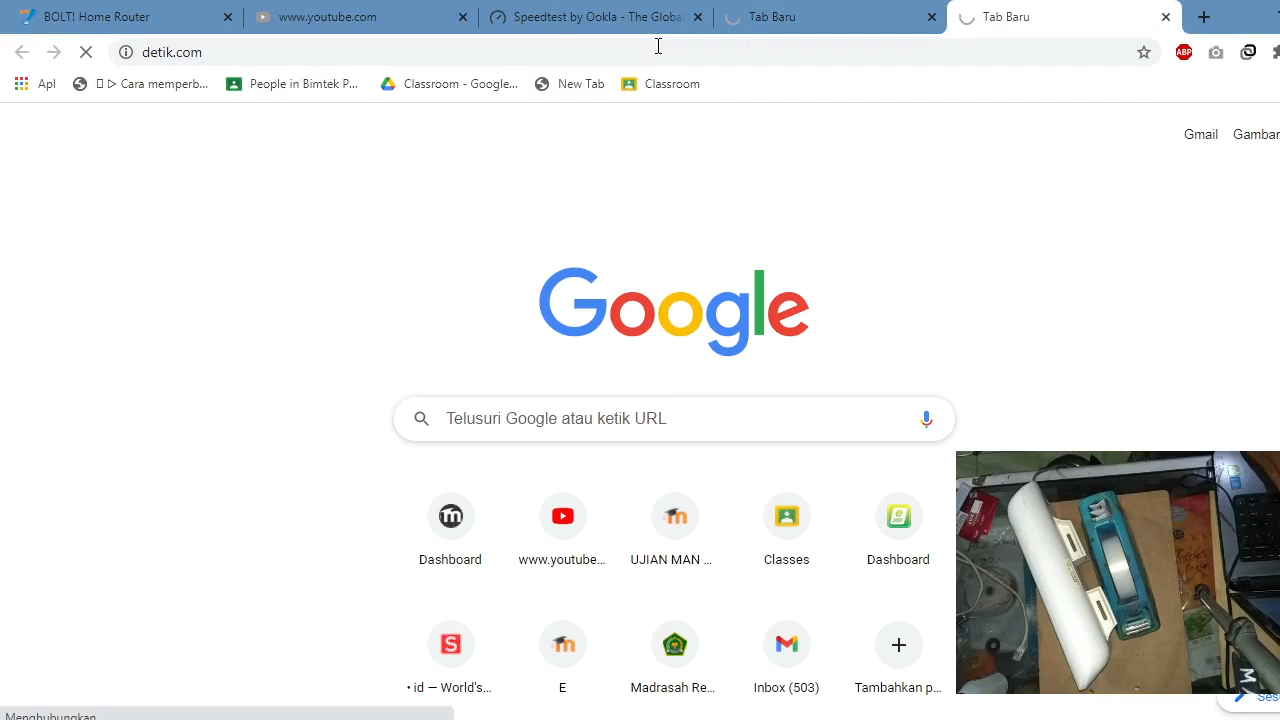 BOLT! Home Router
www.youtube.com
Speedtest by Ookla - The Globa
Tab Baru
Tab Baru
detik.com
ABP
Apl
▷ Cara memperb...
People in Bimtek P...
Classroom - Google...
New Tab
Classroom
Gmail
Gambar
Google
Telusuri Google atau ketik URL
Dashboard
www.youtube...
UJIAN MAN ...
Classes
Dashboard
• id — World's...
E
Madrasah Re...
Inbox (503)
Tambahkan p...
Menghubungkan